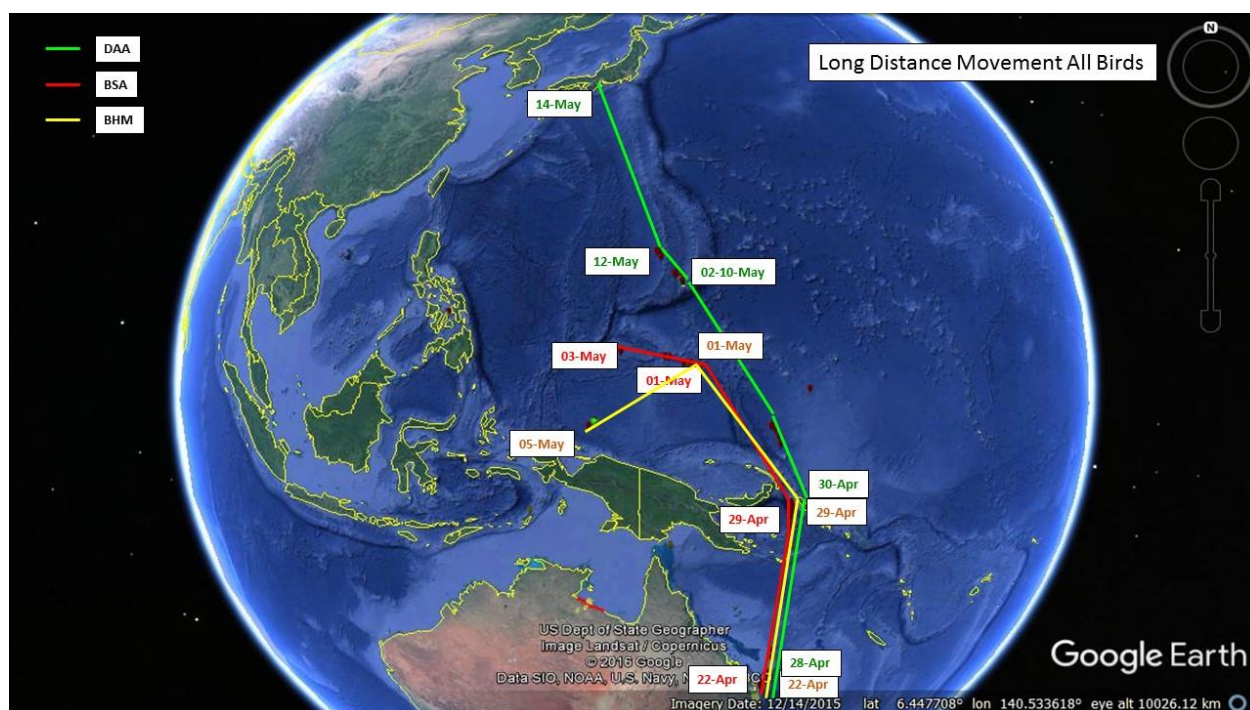 DAA
BSA
BHM
Long Distance Movement All Birds
N
14-May
12-May
02-10-May
01-May
03-May
01-May
05-May
30-Apr
29-Apr
29-Apr
US Dept of State Geographer
Image Landsat / Copernicus
© 2016 Google
Data SIO, NOAA, U.S. Navy,
28-Apr
22-Apr
22-Apr
Google Earth
Imagery Date: 12/14/2015 lat 6.447708° lon 140.533618° eye alt 10026.12 km